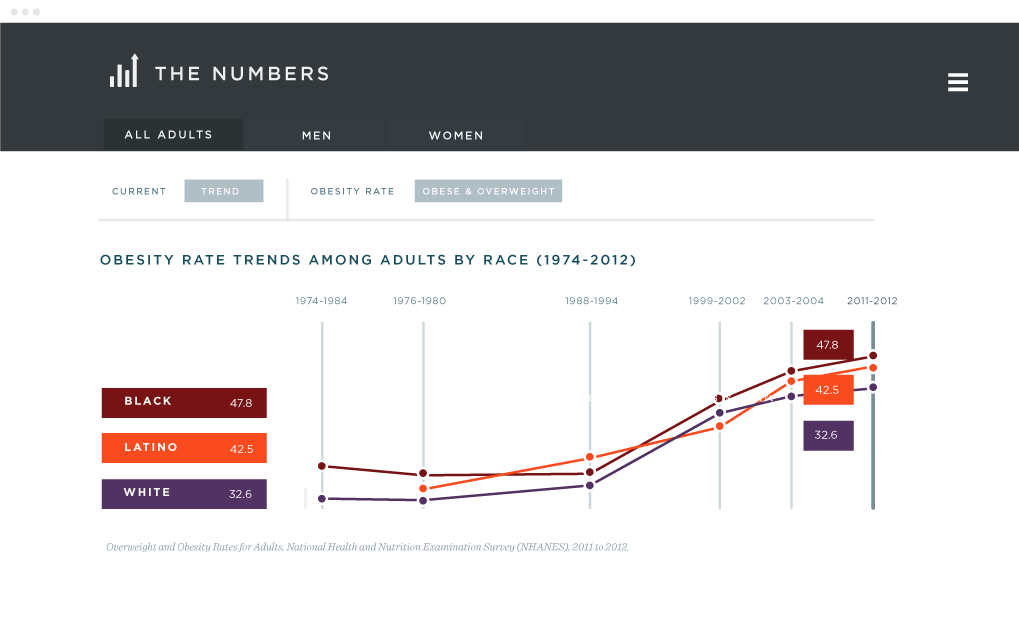 THE NUMBERS
ALL ADULTS MEN WOMEN
CURRENT TREND OBESITY RATE OBESE & OVERWEIGHT
OBESITY RATE TRENDS AMONG ADULTS BY RACE (1974-2012)
1974-1984 1976-1980 1988-1994 1999-2002 2003-2004 2011-2012
47.8
BLACK 47.8
42.5
LATINO 42.5
32.6
WHITE 32.6
Overweight and Obesity Rates for Adults, National Health and Nutrition Examination Survey (NHANES), 2011 to 2012.